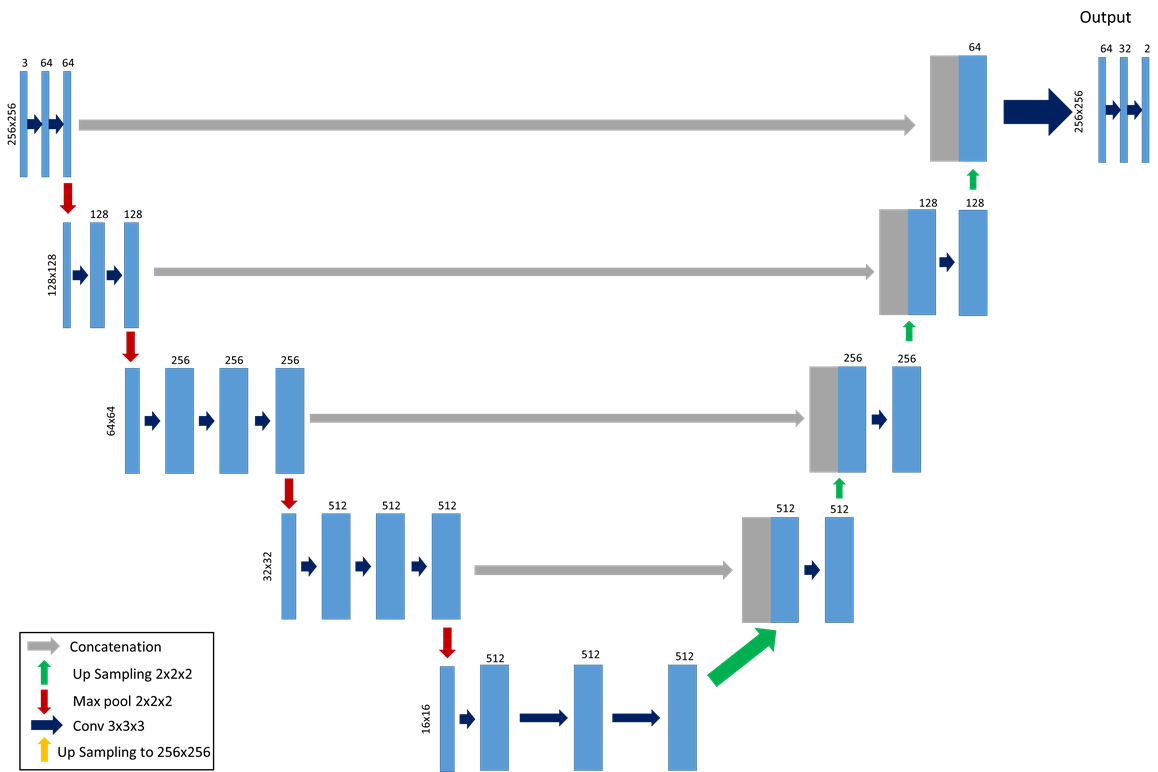 Output
3 64 64
64
64 32 2
256x256
256x256
128 128
128 128
128x128
256 256 256
256 256
64x64
512 512 512
512 512
32x32
512 512 512
16x16
Concatenation
Up Sampling 2x2x2
Max pool 2x2x2
Conv 3x3x3
Up Sampling to 256x256